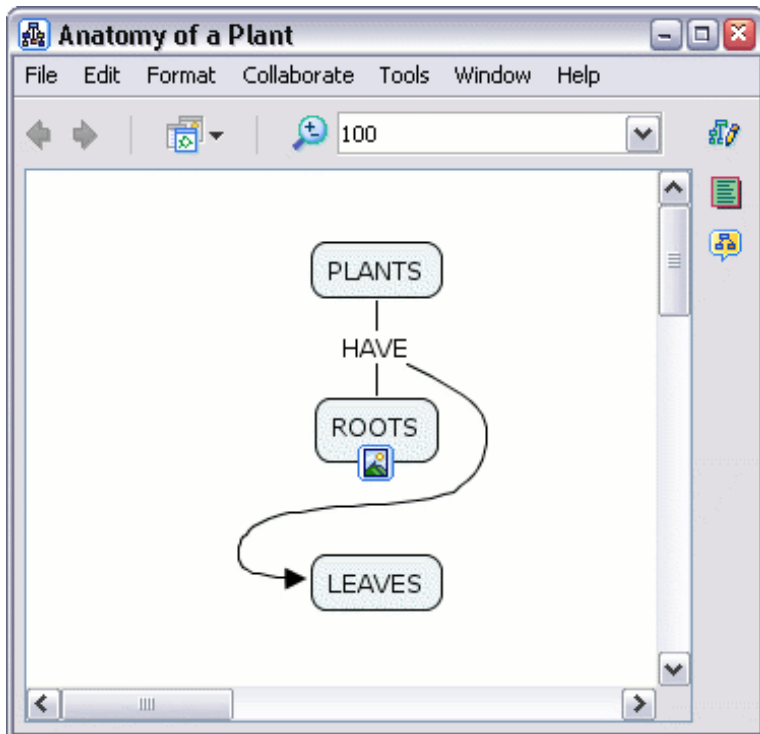 Anatomy of a Plant
File Edit Format Collaborate Tools Window Help
100
PLANTS
HAVE
ROOTS
LEAVES